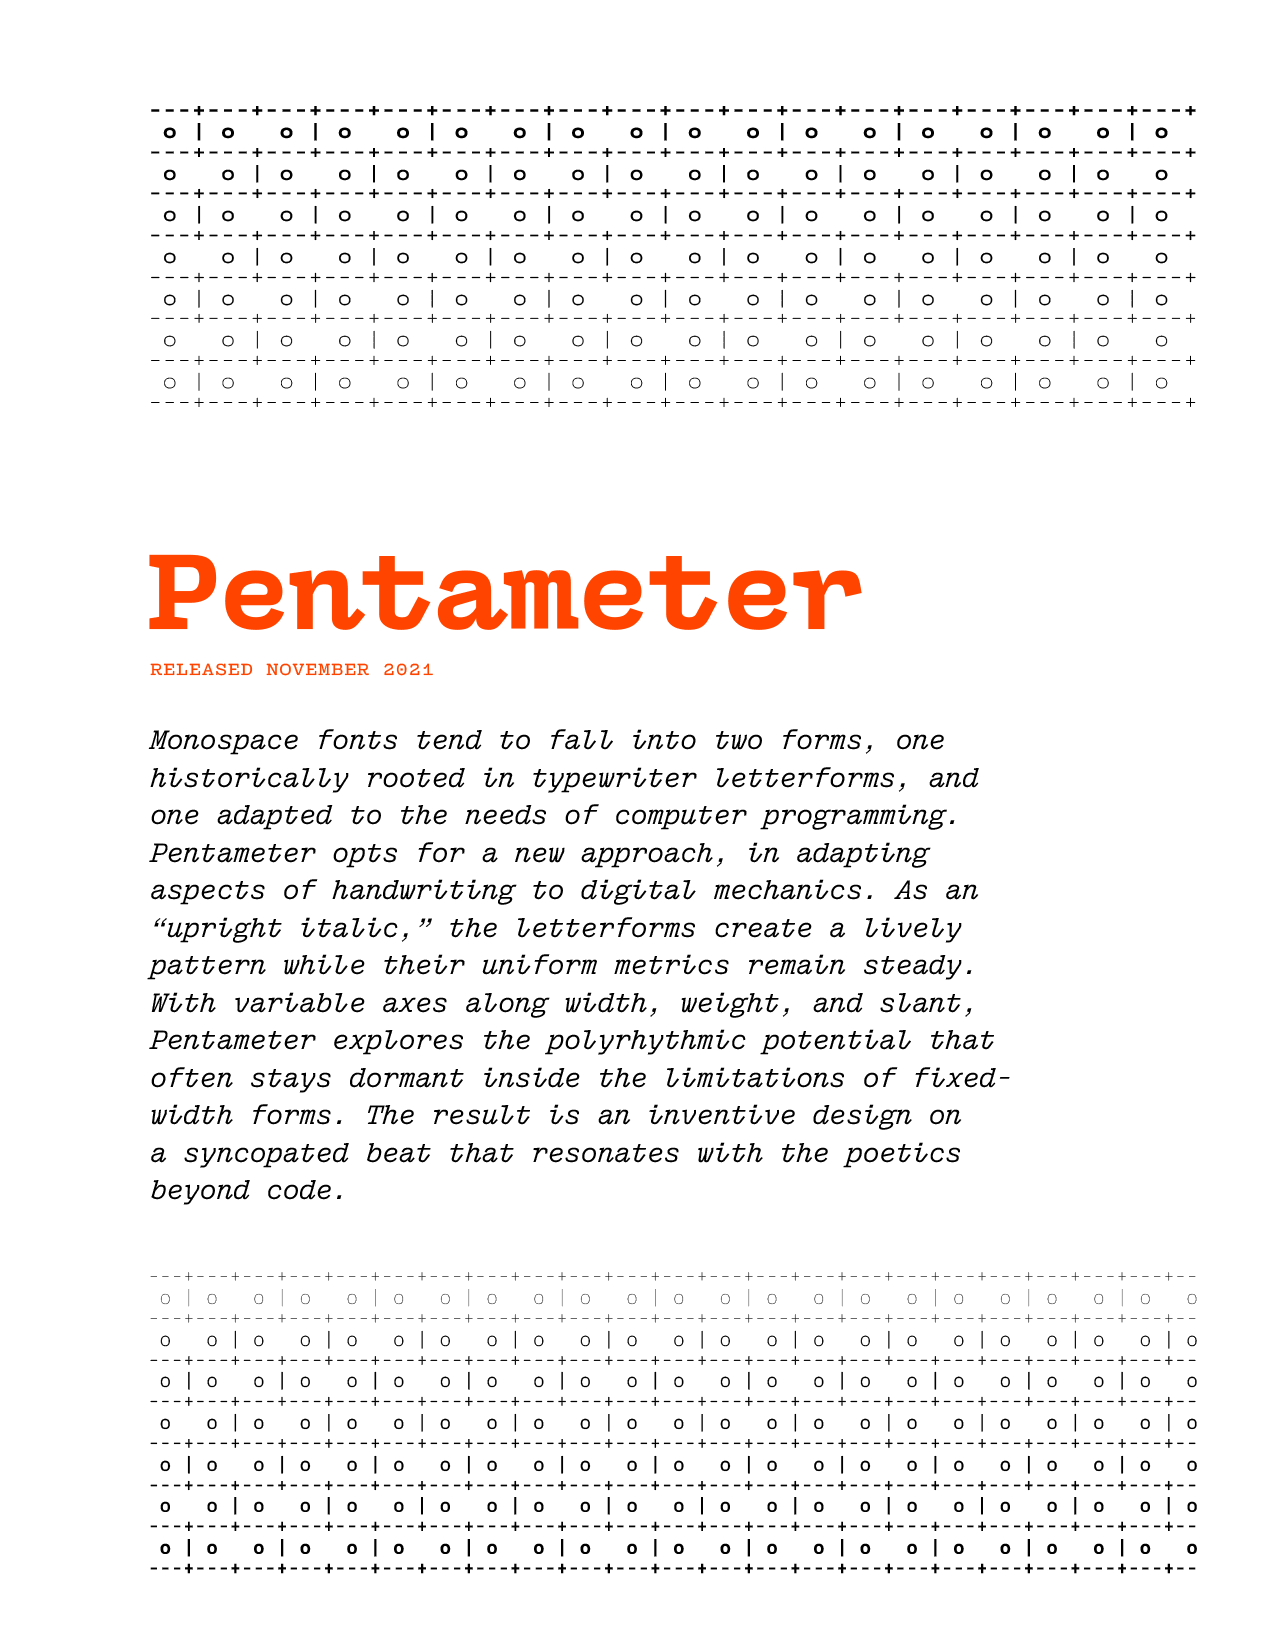 ---+---+---+---+---+---+---+---+---+---+---+---+---+---+---+---+---+---+
 o | o   o | o   o | o   o | o   o | o   o | o   o | o   o | o   o | o
---+---+---+---+---+---+---+---+---+---+---+---+---+---+---+---+---+---+
 o   o | o   o | o   o | o   o | o   o | o   o | o   o | o   o | o   o
---+---+---+---+---+---+---+---+---+---+---+---+---+---+---+---+---+---+
 o | o   o | o   o | o   o | o   o | o   o | o   o | o   o | o   o | o
---+---+---+---+---+---+---+---+---+---+---+---+---+---+---+---+---+---+
 o   o | o   o | o   o | o   o | o   o | o   o | o   o | o   o | o   o
---+---+---+---+---+---+---+---+---+---+---+---+---+---+---+---+---+---+
 o | o   o | o   o | o   o | o   o | o   o | o   o | o   o | o   o | o
---+---+---+---+---+---+---+---+---+---+---+---+---+---+---+---+---+---+
 o   o | o   o | o   o | o   o | o   o | o   o | o   o | o   o | o   o
---+---+---+---+---+---+---+---+---+---+---+---+---+---+---+---+---+---+
 o | o   o | o   o | o   o | o   o | o   o | o   o | o   o | o   o | o
---+---+---+---+---+---+---+---+---+---+---+---+---+---+---+---+---+---+
Pentameter
RELEASED NOVEMBER 2021
Monospace fonts tend to fall into two forms, one
historically rooted in typewriter letterforms, and
one adapted to the needs of computer programming.
Pentameter opts for a new approach, in adapting
aspects of handwriting to digital mechanics. As an
“upright italic,” the letterforms create a lively
pattern while their uniform metrics remain steady.
With variable axes along width, weight, and slant,
Pentameter explores the polyrhythmic potential that
often stays dormant inside the limitations of fixed-
width forms. The result is an inventive design on
a syncopated beat that resonates with the poetics
beyond code.
---+---+---+---+---+---+---+---+---+---+---+---+---+---+---+---+---+---+---+---+---+---+--
 o | o   o | o   o | o   o | o   o | o   o | o   o | o   o | o   o | o   o | o   o | o   o
---+---+---+---+---+---+---+---+---+---+---+---+---+---+---+---+---+---+---+---+---+---+--
 o   o | o   o | o   o | o   o | o   o | o   o | o   o | o   o | o   o | o   o | o   o | o
---+---+---+---+---+---+---+---+---+---+---+---+---+---+---+---+---+---+---+---+---+---+--
 o | o   o | o   o | o   o | o   o | o   o | o   o | o   o | o   o | o   o | o   o | o   o
---+---+---+---+---+---+---+---+---+---+---+---+---+---+---+---+---+---+---+---+---+---+--
 o   o | o   o | o   o | o   o | o   o | o   o | o   o | o   o | o   o | o   o | o   o | o
---+---+---+---+---+---+---+---+---+---+---+---+---+---+---+---+---+---+---+---+---+---+--
 o | o   o | o   o | o   o | o   o | o   o | o   o | o   o | o   o | o   o | o   o | o   o
---+---+---+---+---+---+---+---+---+---+---+---+---+---+---+---+---+---+---+---+---+---+--
 o   o | o   o | o   o | o   o | o   o | o   o | o   o | o   o | o   o | o   o | o   o | o
---+---+---+---+---+---+---+---+---+---+---+---+---+---+---+---+---+---+---+---+---+---+--
 o | o   o | o   o | o   o | o   o | o   o | o   o | o   o | o   o | o   o | o   o | o   o
---+---+---+---+---+---+---+---+---+---+---+---+---+---+---+---+---+---+---+---+---+---+--